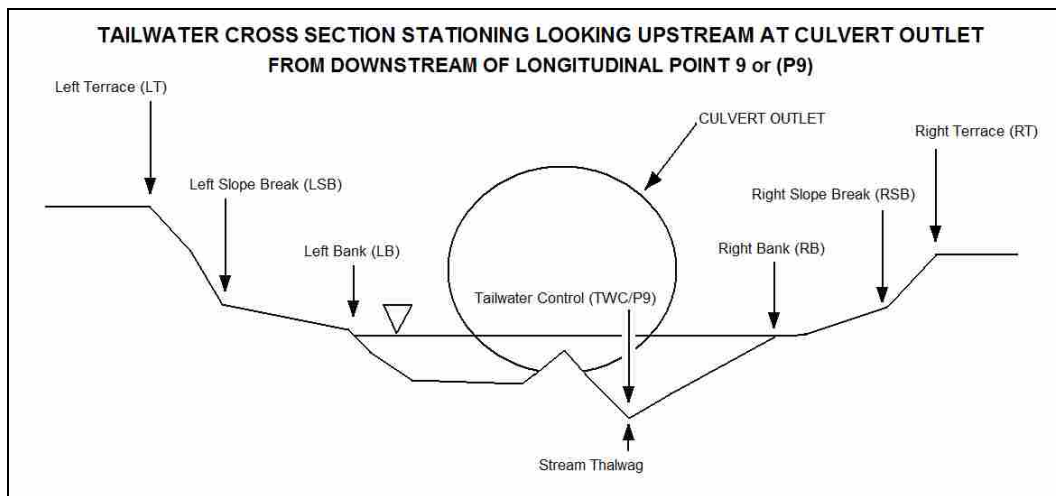 TAILWATER CROSS SECTION STATIONING LOOKING UPSTREAM AT CULVERT OUTLET
FROM DOWNSTREAM OF LONGITUDINAL POINT 9 or (P9)
Left Terrace (LT)
CULVERT OUTLET
Right Terrace (RT)
Left Slope Break (LSB)
Right Slope Break (RSB)
Left Bank (LB)
Right Bank (RB)
Tailwater Control (TWC/P9)
Stream Thalwag